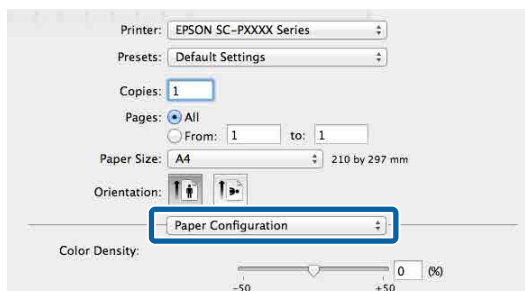 Printer: EPSON SC-PXXXX Series
Presets: Default Settings
Copies: 1
Pages: All
From: 1 to: 1
Paper Size: A4 210 by 297 mm
Orientation:
Paper Configuration
Color Density:
0 (%)
-50 +50